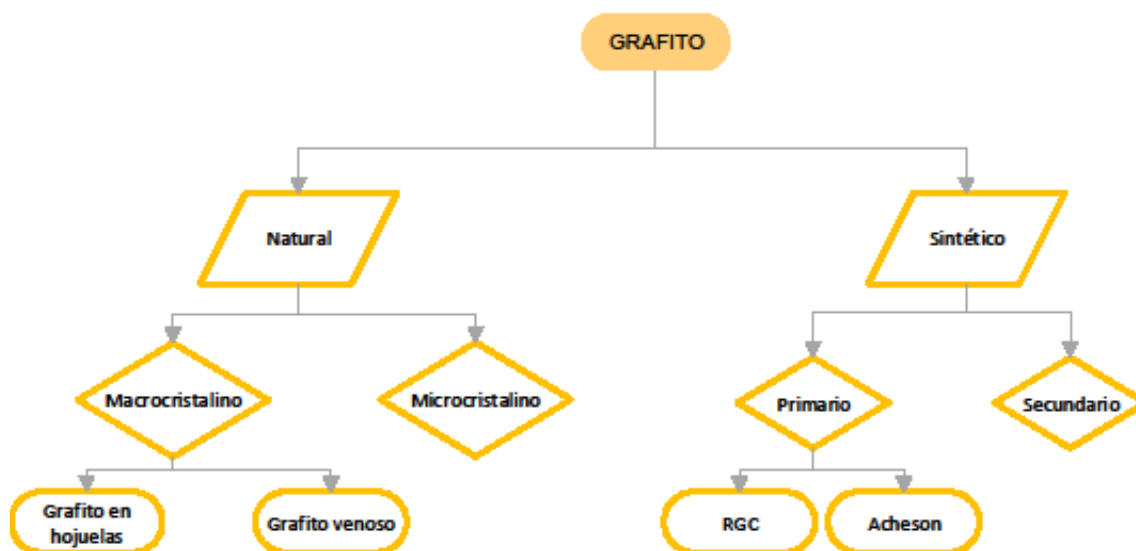 GRAFITO
Natural
Sintético
Macrocristalino
Microcristalino
Primario
Secundario
Grafito en
hojuelas
Grafito venoso
RGC
Acheson